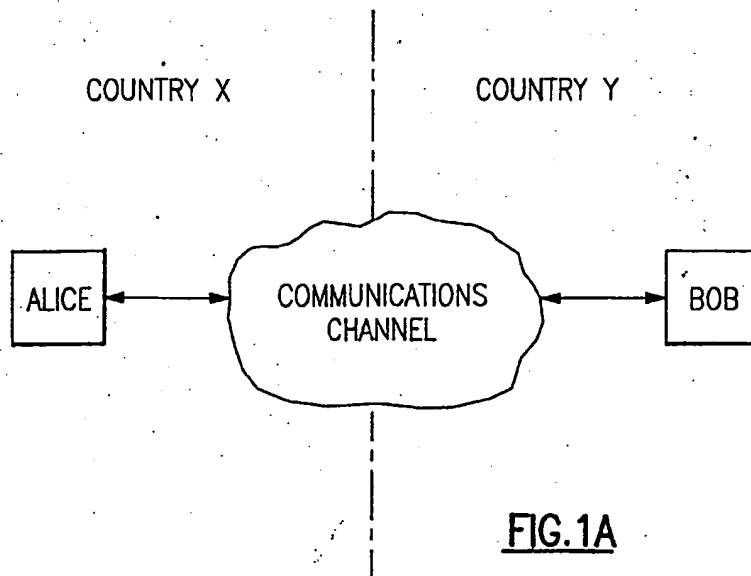 COUNTRY X
COUNTRY Y
ALICE
COMMUNICATIONS
CHANNEL
BOB
FIG.1A